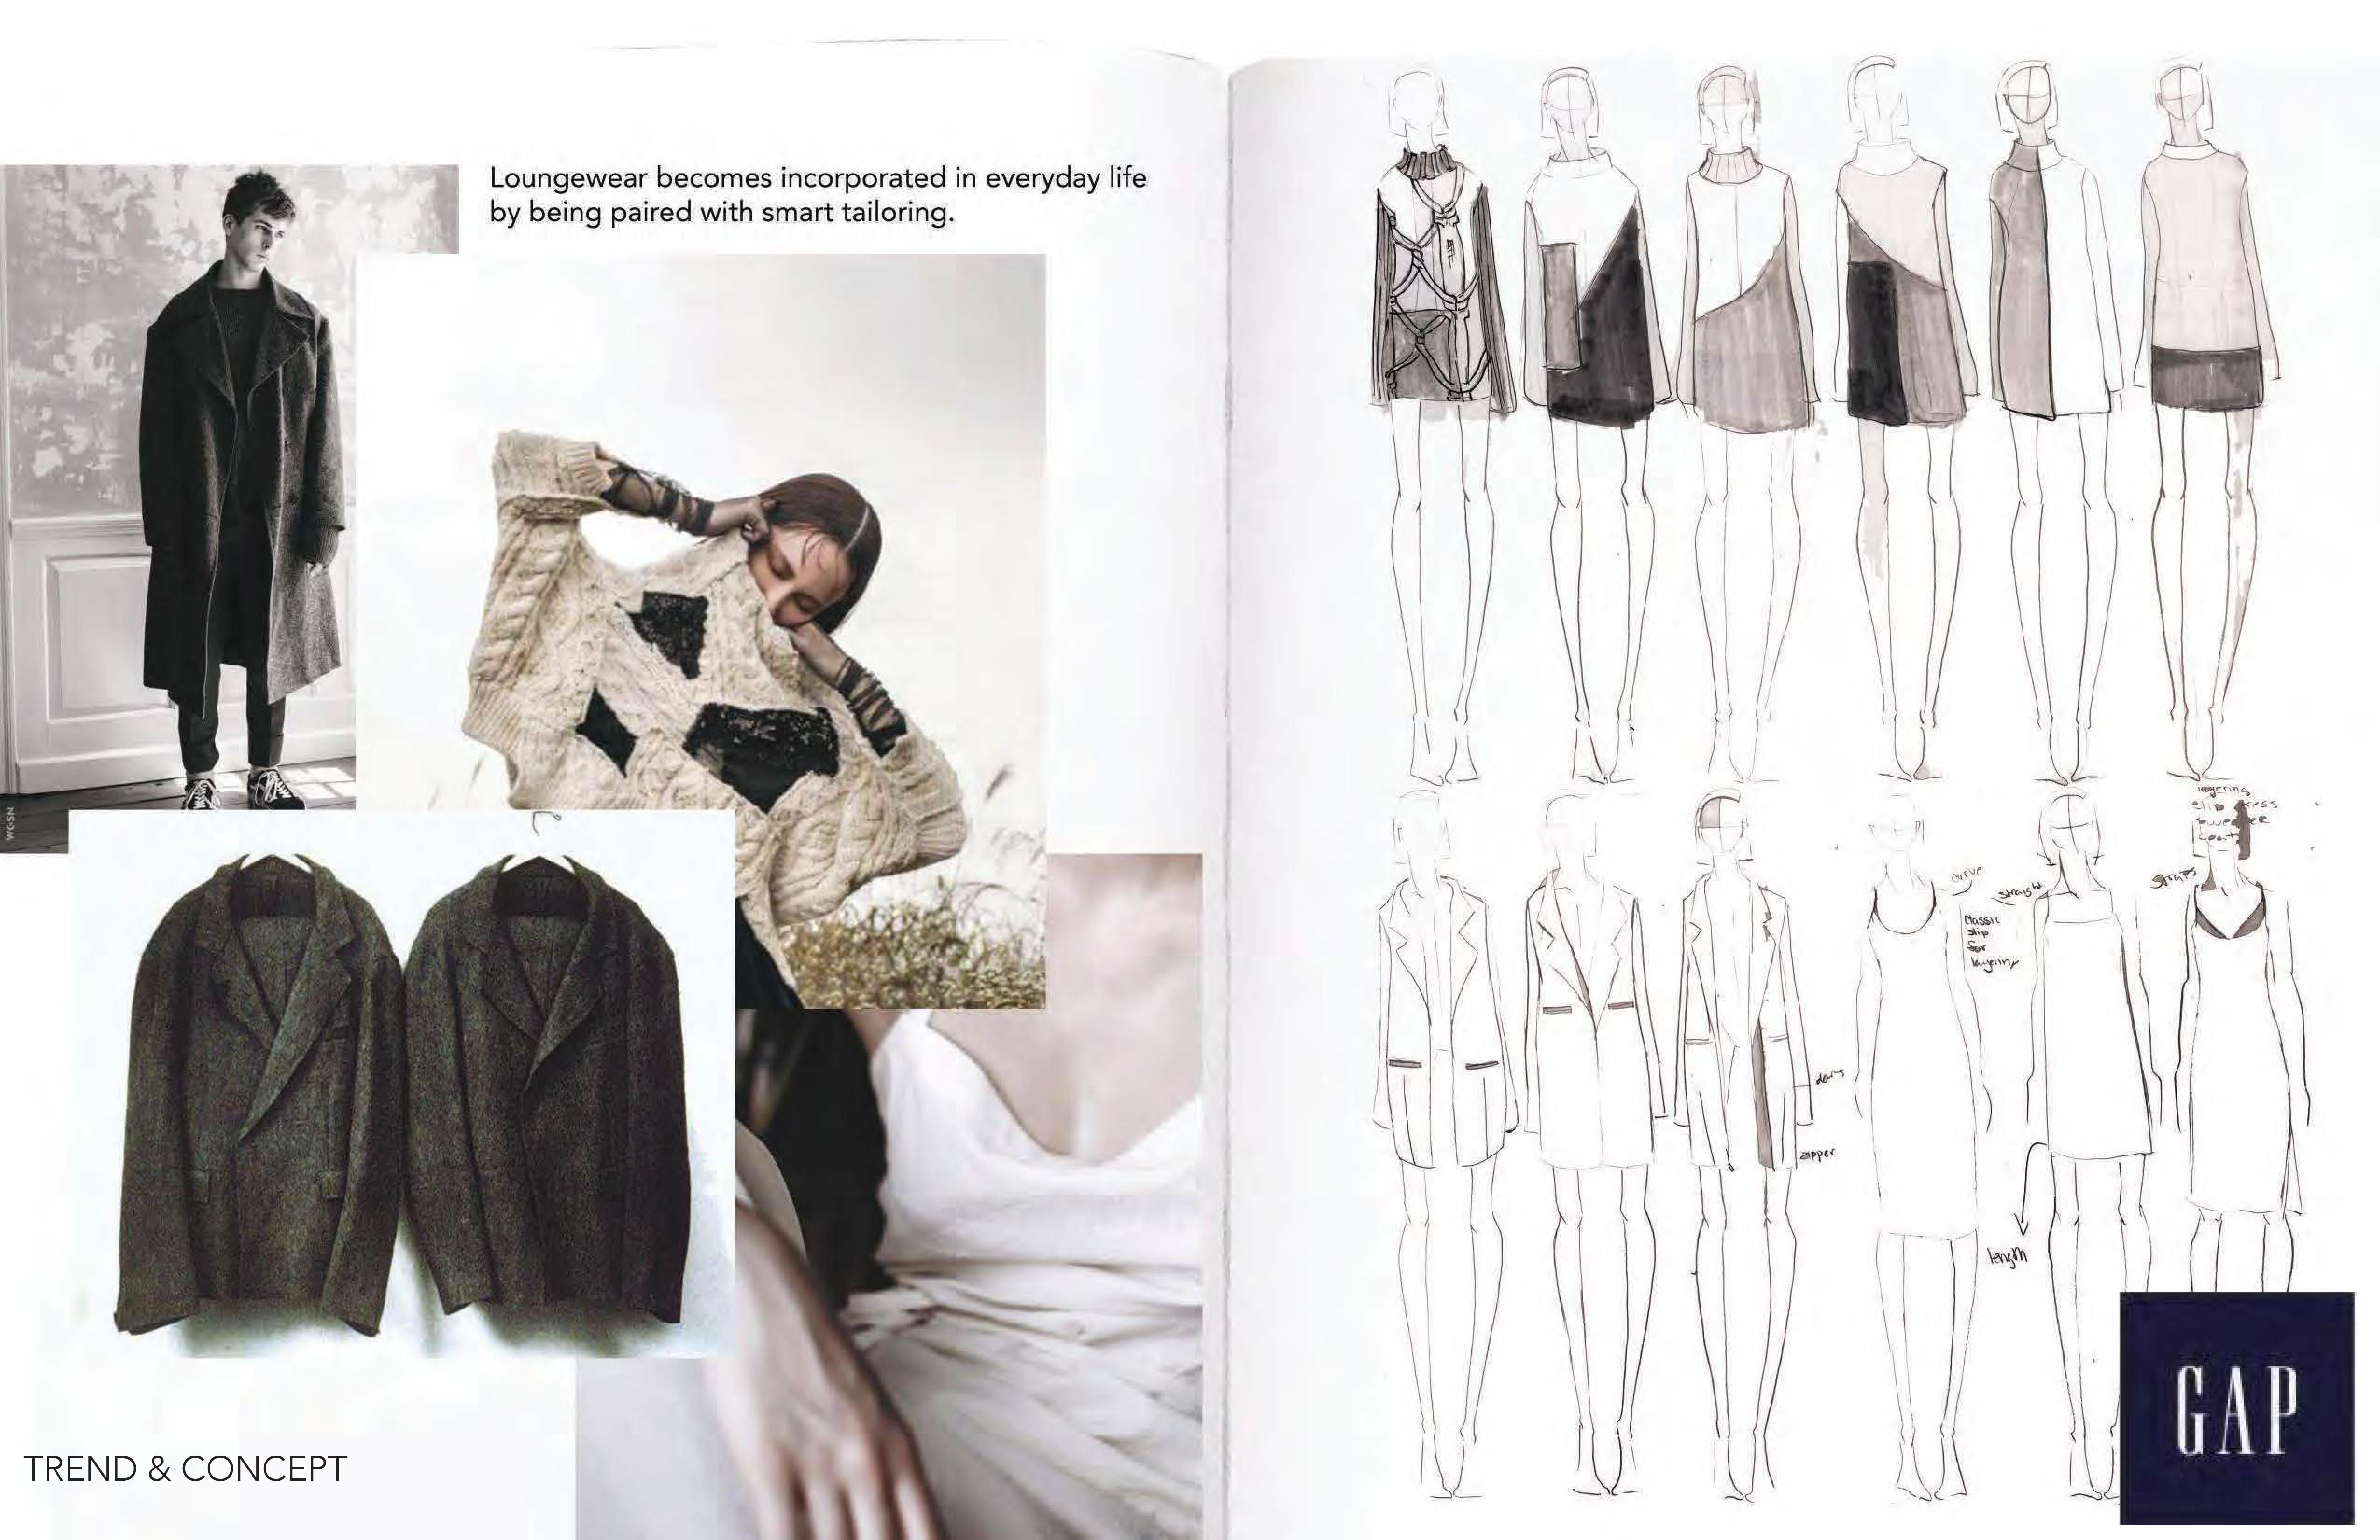 Loungewear becomes incorporated in everyday life
by being paired with smart tailoring.
WGSN
TREND & CONCEPT
layering
slip dress
sweater
coat
curve
straight
straps
Classic
slip
for
layering
zipper
length
GAP